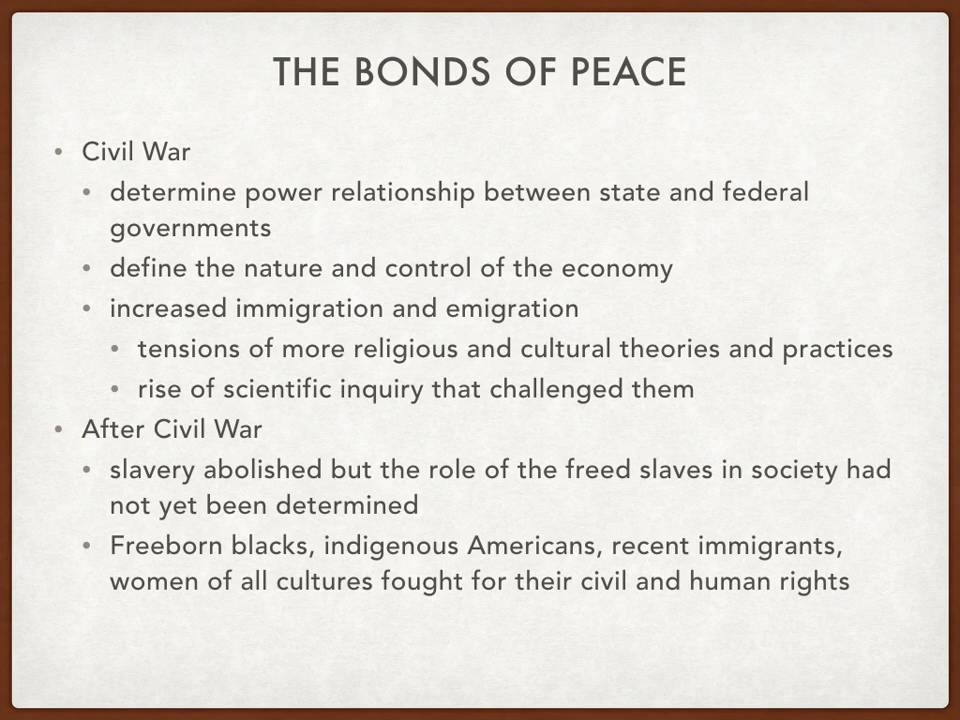 THE BONDS OF PEACE
• Civil War
• determine power relationship between state and federal
governments
• define the nature and control of the economy
• increased immigration and emigration
• tensions of more religious and cultural theories and practices
• rise of scientific inquiry that challenged them
• After Civil War
• slavery abolished but the role of the freed slaves in society had
not yet been determined
• Freeborn blacks, indigenous Americans, recent immigrants,
women of all cultures fought for their civil and human rights